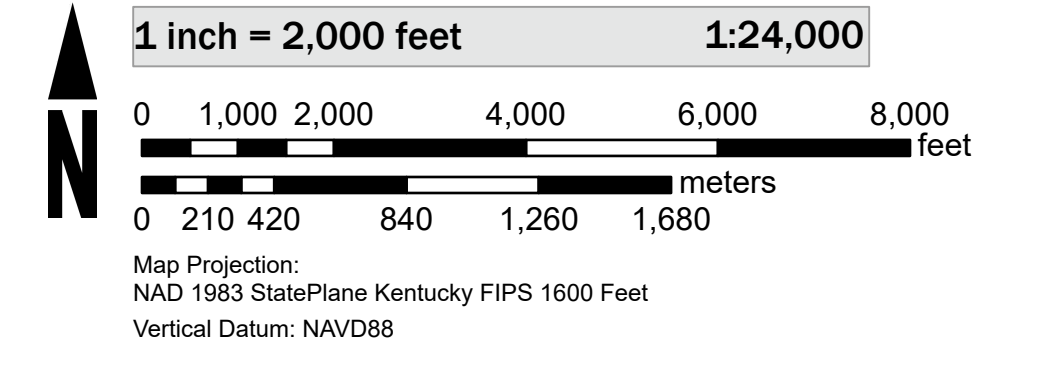 1 inch = 2,000 feet 1:24,000
0 1,000 2,000 4,000 6,000 8,000
feet
meters
0 210 420 840 1,260 1,680
N
Map Projection:
NAD 1983 StatePlane Kentucky FIPS 1600 Feet
Vertical Datum: NAVD88